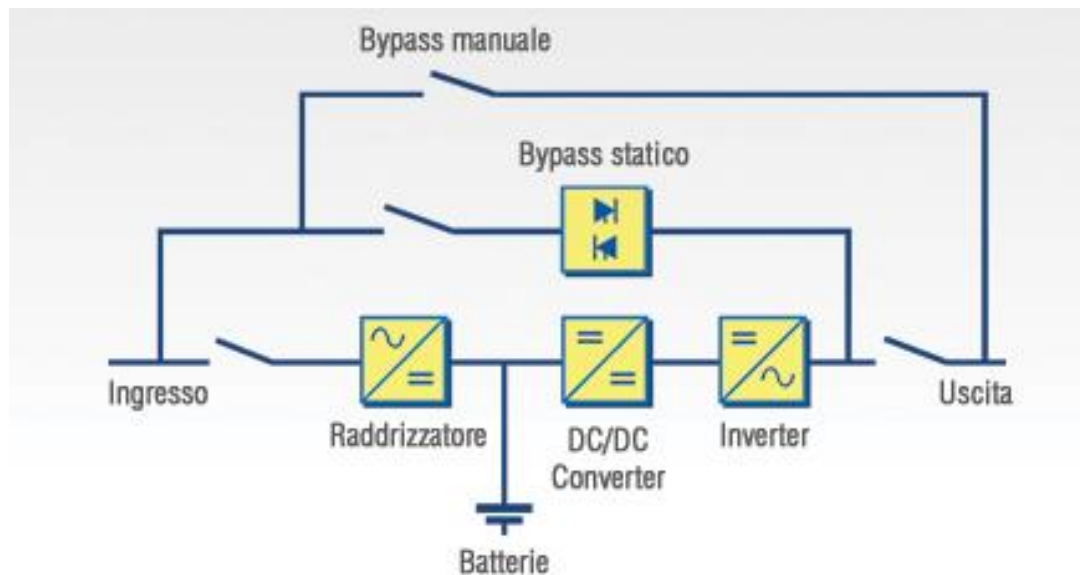 Bypass manuale
Bypass statico
Ingresso
Uscita
Raddrizzatore
DC/DC
Converter
Inverter
Batterie